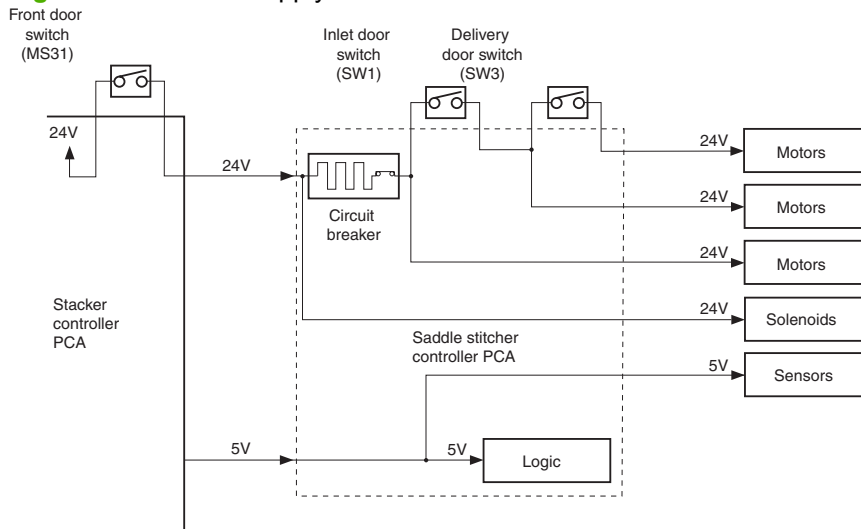 Front door
switch
(MS31)
Inlet door
switch
(SW1)
Delivery
door switch
(SW3)
24V
24V
24V
Motors
Circuit
breaker
24V
Motors
24V
Motors
Stacker
controller
PCA
24V
Solenoids
Saddle stitcher
controller PCA
5V
Sensors
5V
5V
Logic